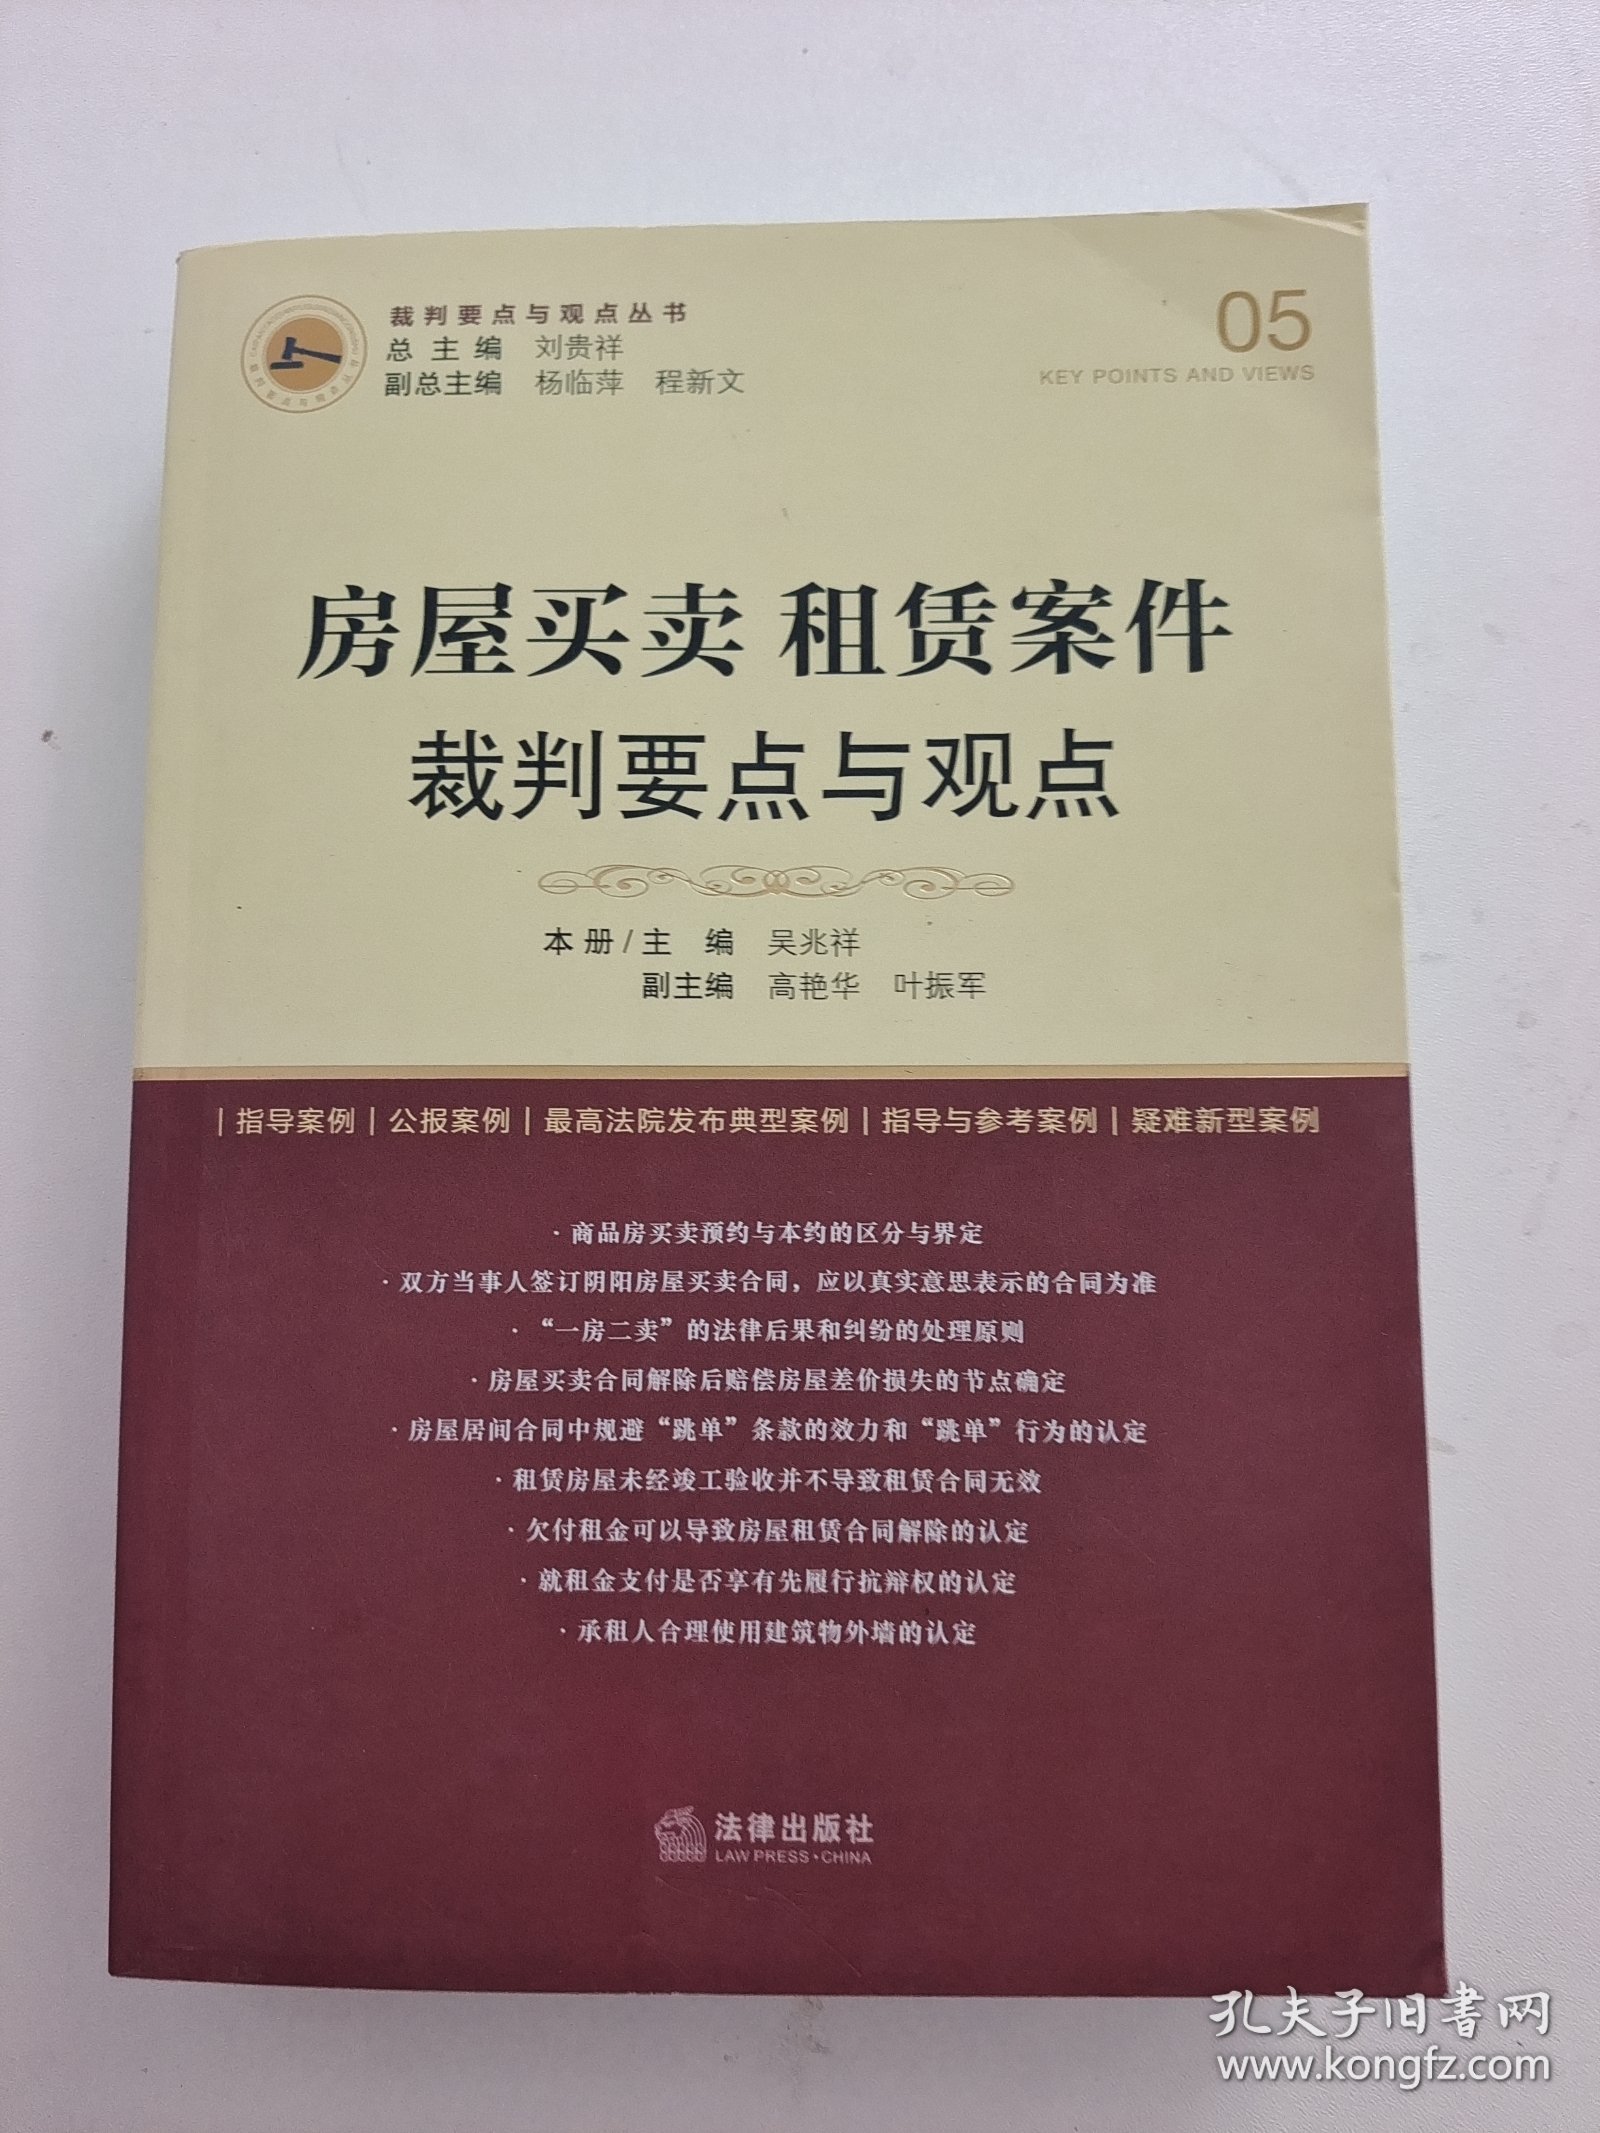 裁判要点与观点丛书
总 主 编 刘贵祥
副总主编 杨临萍 程新文
05
KEY POINTS AND VIEWS
房屋买卖 租赁案件
裁判要点与观点
本册/主 编 吴兆祥
副主编 高艳华 叶振军
|指导案例|公报案例|最高法院发布典型案例|指导与参考案例|疑难新型案例
·商品房买卖预约与本约的区分与界定
·双方当事人签订阴阳房屋买卖合同，应以真实意思表示的合同为准
·“一房二卖”的法律后果和纠纷的处理原则
·房屋买卖合同解除后赔偿房屋差价损失的节点确定
·房屋居间合同中规避“跳单”条款的效力和“跳单”行为的认定
·租赁房屋未经竣工验收并不导致租赁合同无效
·欠付租金可以导致房屋租赁合同解除的认定
·就租金支付是否享有先履行抗辩权的认定
·承租人合理使用建筑物外墙的认定
法律出版社
LAW PRESS·CHINA
孔夫子旧书网
www.kongfz.com